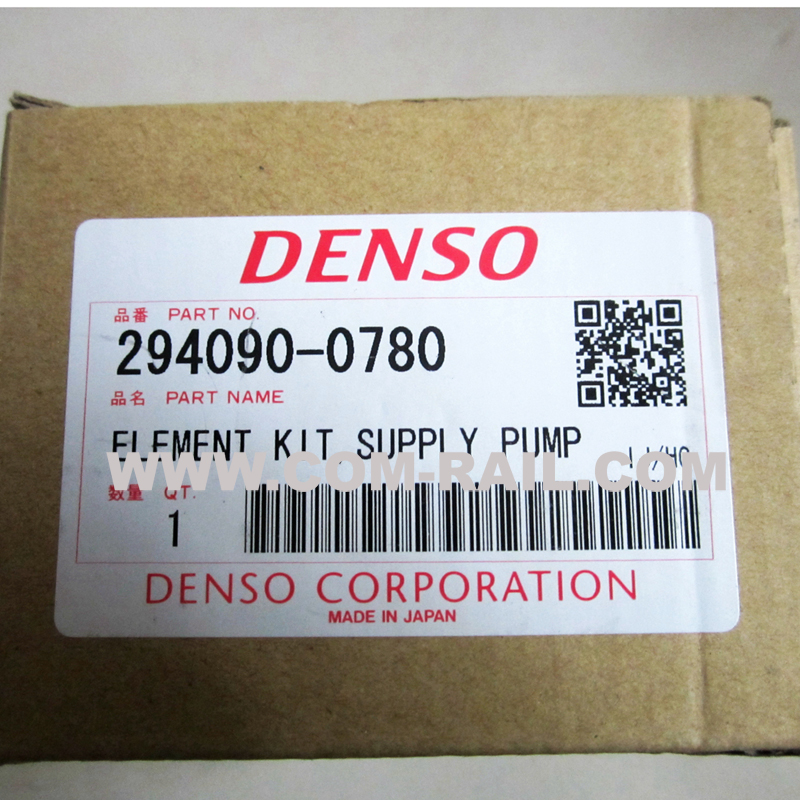 DENSO
品番 PART NO.
294090-0780
品名 PART NAME
ELEMENT KIT, SUPPLY PUMP
WWW.COM-RAIL.COM
数量 QT.
1
DENSO CORPORATION
MADE IN JAPAN